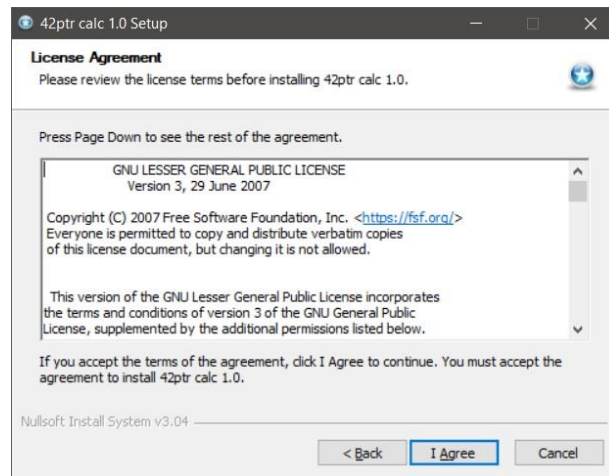 42ptr calc 1.0 Setup
License Agreement
Please review the license terms before installing 42ptr calc 1.0.
Press Page Down to see the rest of the agreement.
GNU LESSER GENERAL PUBLIC LICENSE
Version 3, 29 June 2007
Copyright (C) 2007 Free Software Foundation, Inc. <https://fsf.org/>
Everyone is permitted to copy and distribute verbatim copies
of this license document, but changing it is not allowed.
This version of the GNU Lesser General Public License incorporates
the terms and conditions of version 3 of the GNU General Public
License, supplemented by the additional permissions listed below.
If you accept the terms of the agreement, click I Agree to continue. You must accept the
agreement to install 42ptr calc 1.0.
Nullsoft Install System v3.04
< Back I Agree Cancel